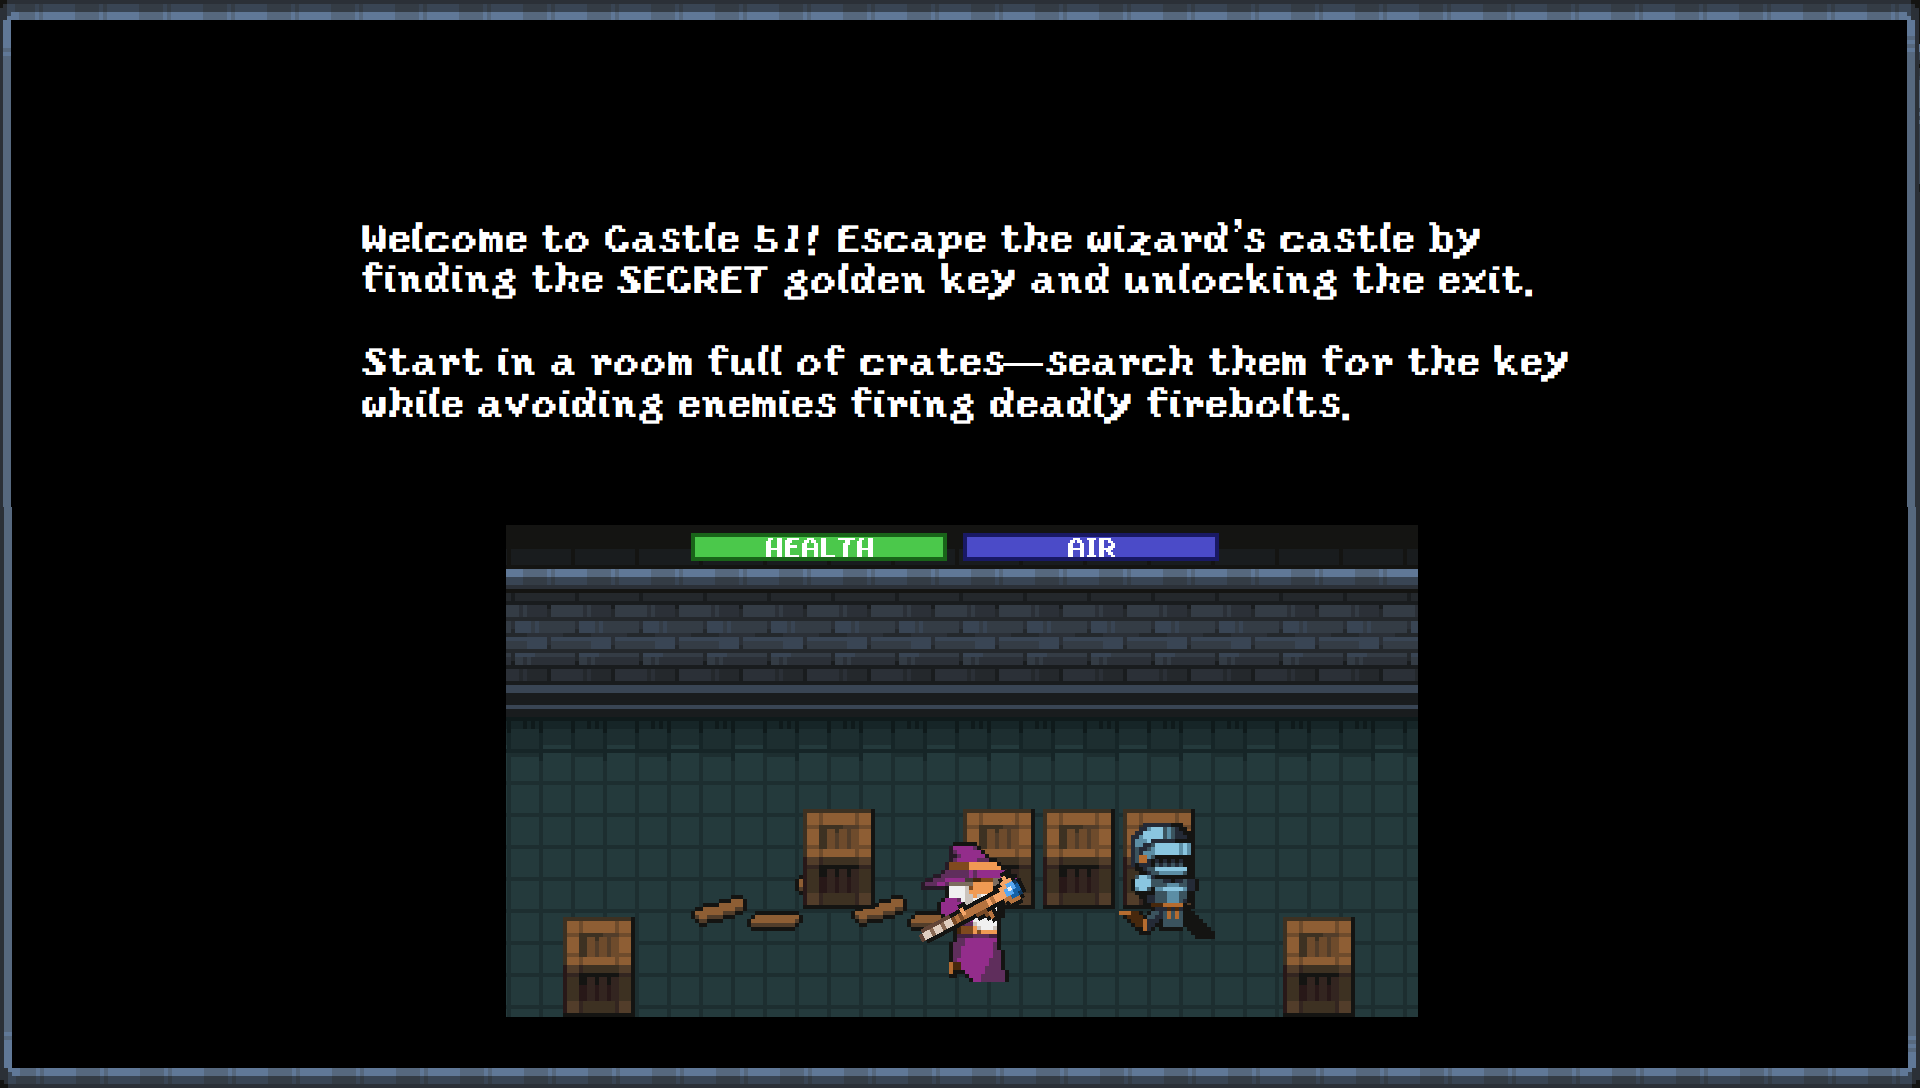 Welcome to Castle 51! Escape the wizard's castle by
finding the SECRET golden key and unlocking the exit.
Start in a room full of crates—search them for the key
while avoiding enemies firing deadly firebolts.
HEALTH
AIR